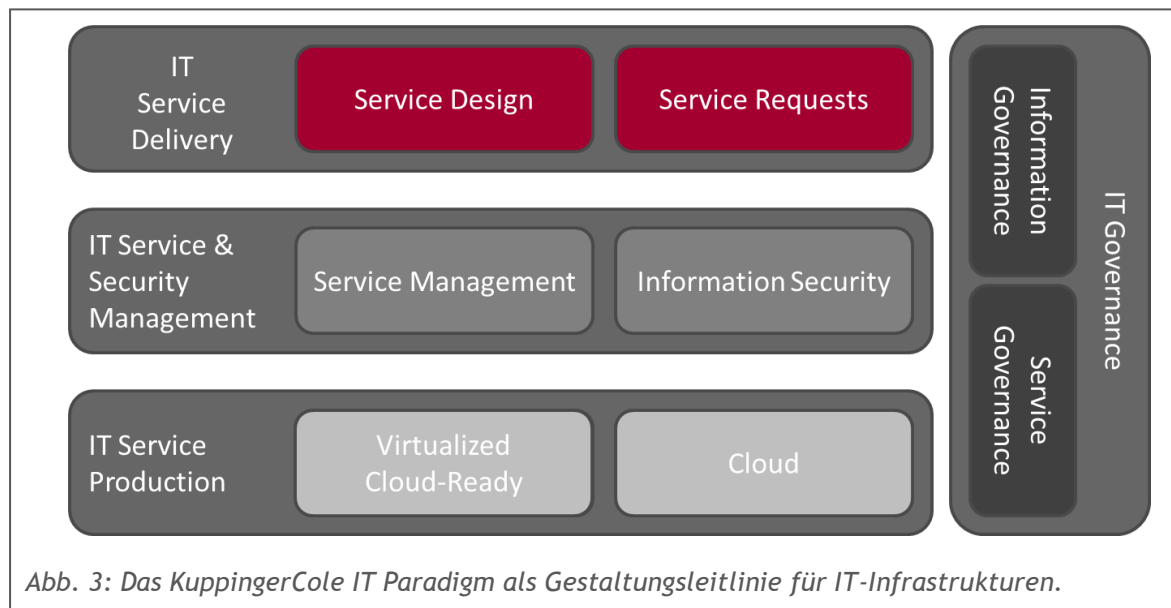 IT
Service
Delivery
Service Design
Service Requests
IT Service &
Security
Management
Service Management
Information Security
IT Service
Production
Virtualized
Cloud-Ready
Cloud
Information
Governance
Service
Governance
IT Governance
Abb. 3: Das KuppingerCole IT Paradigm als Gestaltungsleitlinie für IT-Infrastrukturen.